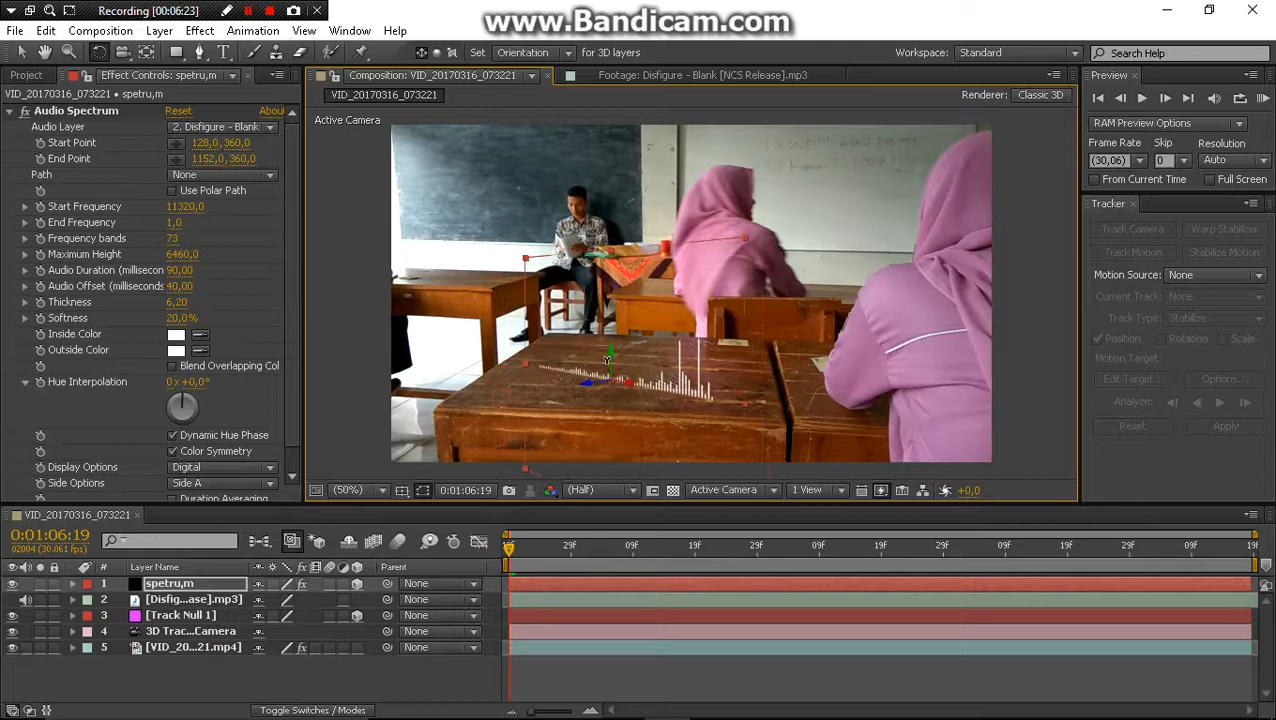 Recording [00:06:23]
www.Bandicam.com
File Edit Composition Layer Effect Animation View Window Help
Set Orientation for 3D layers Workspace: Standard Search Help
Project Effect Controls: spetru,m Composition: VID_20170316_073221 Footage: Disfigure - Blank [NCS Release].mp3 Preview
VID_20170316_073221 • spetru,m VID_20170316_073221 Renderer: Classic 3D
fx Audio Spectrum Reset Abou
Active Camera
RAM Preview Options
Audio Layer 2. Disfigure - Blank
Start Point 128,0, 360,0
End Point 1152,0, 360,0
Path None
Use Polar Path
Start Frequency 11320,0
End Frequency 1,0
Frequency bands 73
Maximum Height 6460,0
Audio Duration (milliseconds 90,00
Audio Offset (milliseconds 40,00
Thickness 6,20
Softness 20,0%
Inside Color
Outside Color
Blend Overlapping Col
Hue Interpolation 0 x +0,0°
Dynamic Hue Phase
Color Symmetry
Display Options Digital
Side Options Side A
Duration Averaging
Frame Rate Skip Resolution
(30,06) 0 Auto
From Current Time Full Screen
Tracker
Track Camera Warp Stabilizer
Track Motion Stabilize Motion
Motion Source: None
Current Track: None
Track Type: Stabilize
Position Rotation Scale
Motion Target:
Edit Target... Options...
Analyze:
Reset Apply
(50%) 0:01:06:19 (Half) Active Camera 1 View +0,0
VID_20170316_073221
0:01:06:19
02004 (30.061 fps)
19f 29f 09f 19f 29f 09f 19f 29f 09f 19f
# Layer Name Parent
1 spetru,m None
2 [Disfig...ase].mp3 None
3 [Track Null 1] None
4 3D Trac...Camera None
5 [VID_20...21.mp4] None
Toggle Switches / Modes